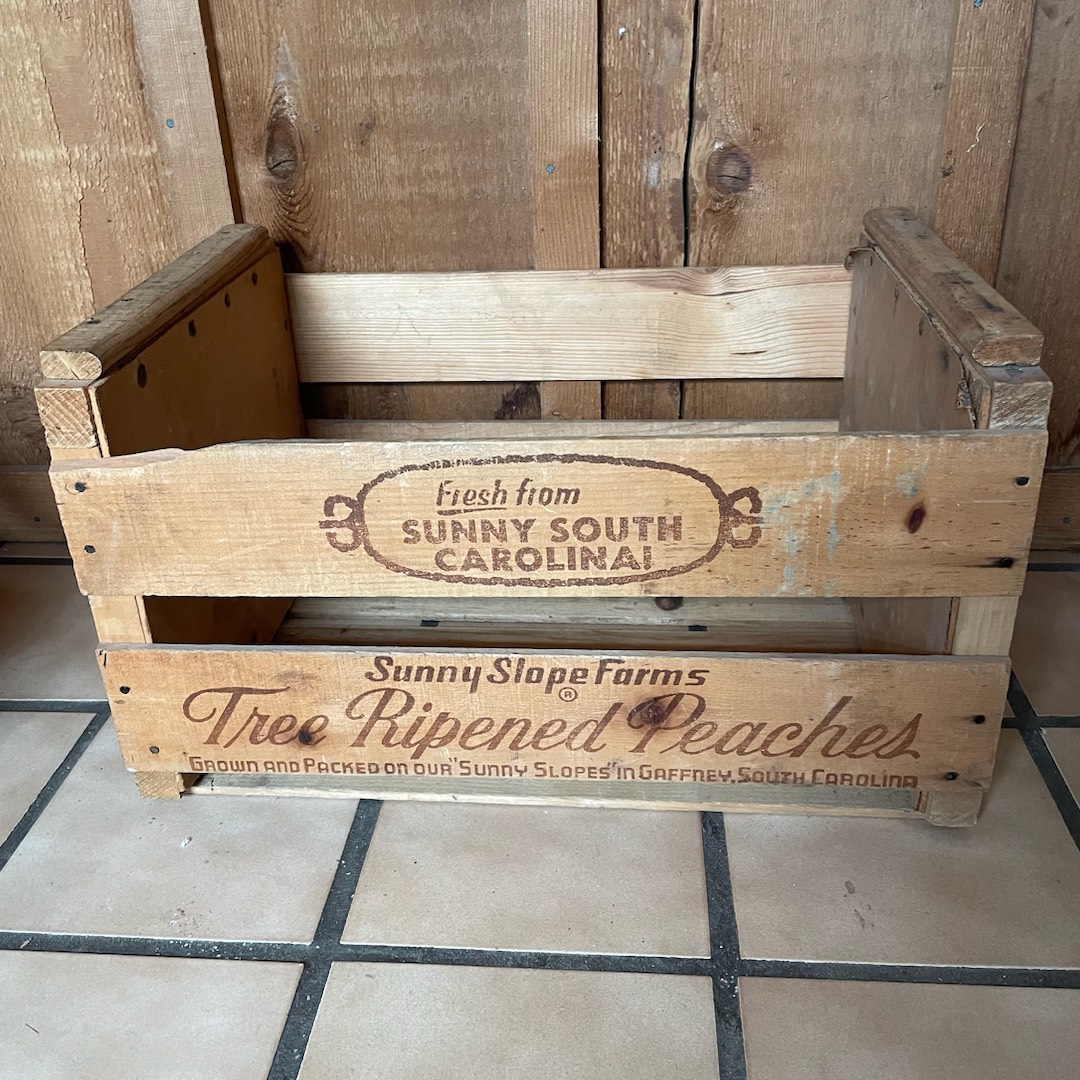 Fresh from
SUNNY SOUTH
CAROLINA!
Sunny Slope Farms
®
Tree Ripened Peaches
"GROWN AND PACKED ON OUR "SUNNY SLOPES" IN GAFFNEY, SOUTH CAROLINA